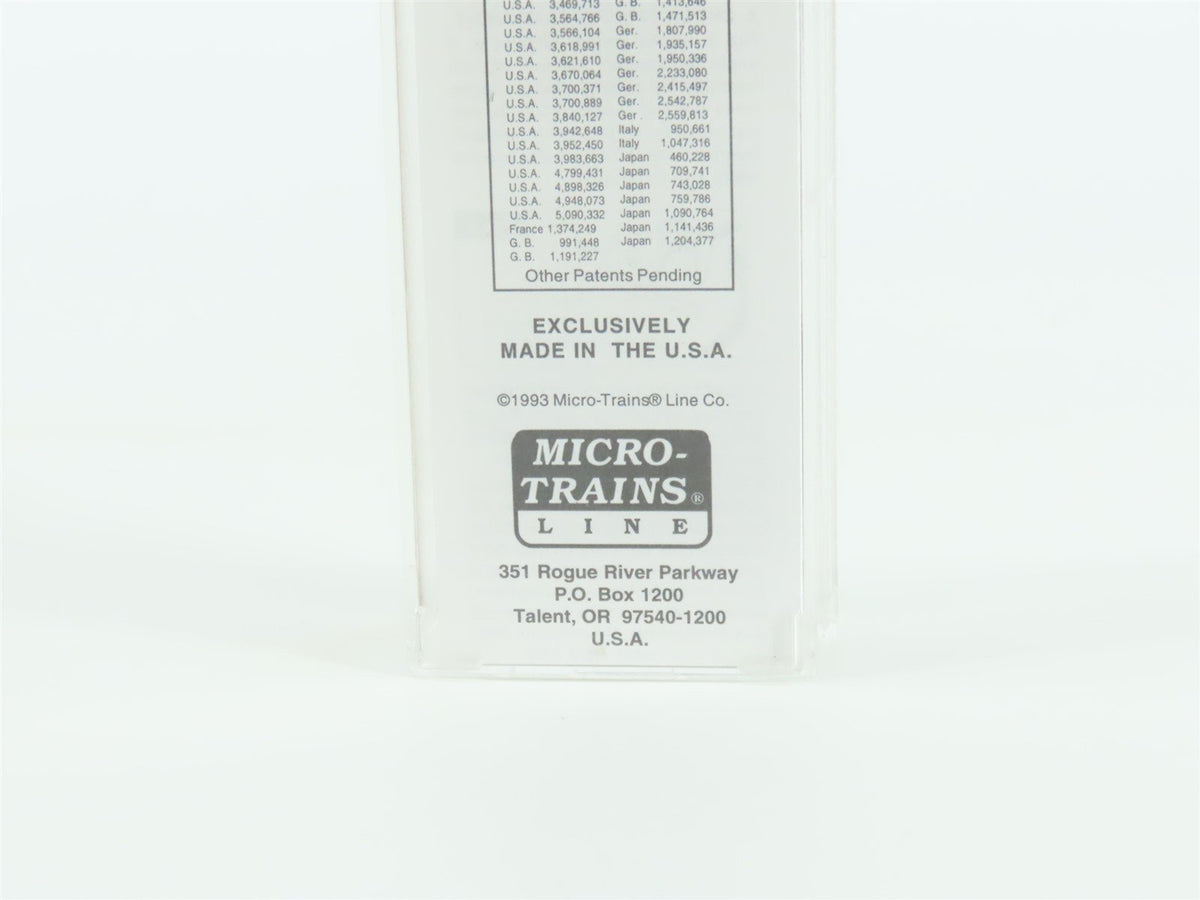 U.S.A. 3,469,713 G. B. 1,413,646
U.S.A. 3,564,766 G. B. 1,471,513
U.S.A. 3,566,104 Ger. 1,807,990
U.S.A. 3,618,991 Ger. 1,935,157
U.S.A. 3,621,610 Ger. 1,950,336
U.S.A. 3,670,064 Ger. 2,233,080
U.S.A. 3,700,371 Ger. 2,415,497
U.S.A. 3,700,889 Ger. 2,542,787
U.S.A. 3,840,127 Ger . 2,559,813
U.S.A. 3,942,648 Italy 950,661
U.S.A. 3,952,450 Italy 1,047,316
U.S.A. 3,983,663 Japan 460,228
U.S.A. 4,799,431 Japan 709,741
U.S.A. 4,898,326 Japan 743,028
U.S.A. 4,948,073 Japan 759,786
U.S.A. 5,090,332 Japan 1,090,764
France 1,374,249 Japan 1,141,436
G. B. 991,448 Japan 1,204,377
G. B. 1,191,227
Other Patents Pending
EXCLUSIVELY
MADE IN THE U.S.A.
©1993 Micro-Trains® Line Co.
MICRO-
TRAINS®
LINE
351 Rogue River Parkway
P.O. Box 1200
Talent, OR 97540-1200
U.S.A.